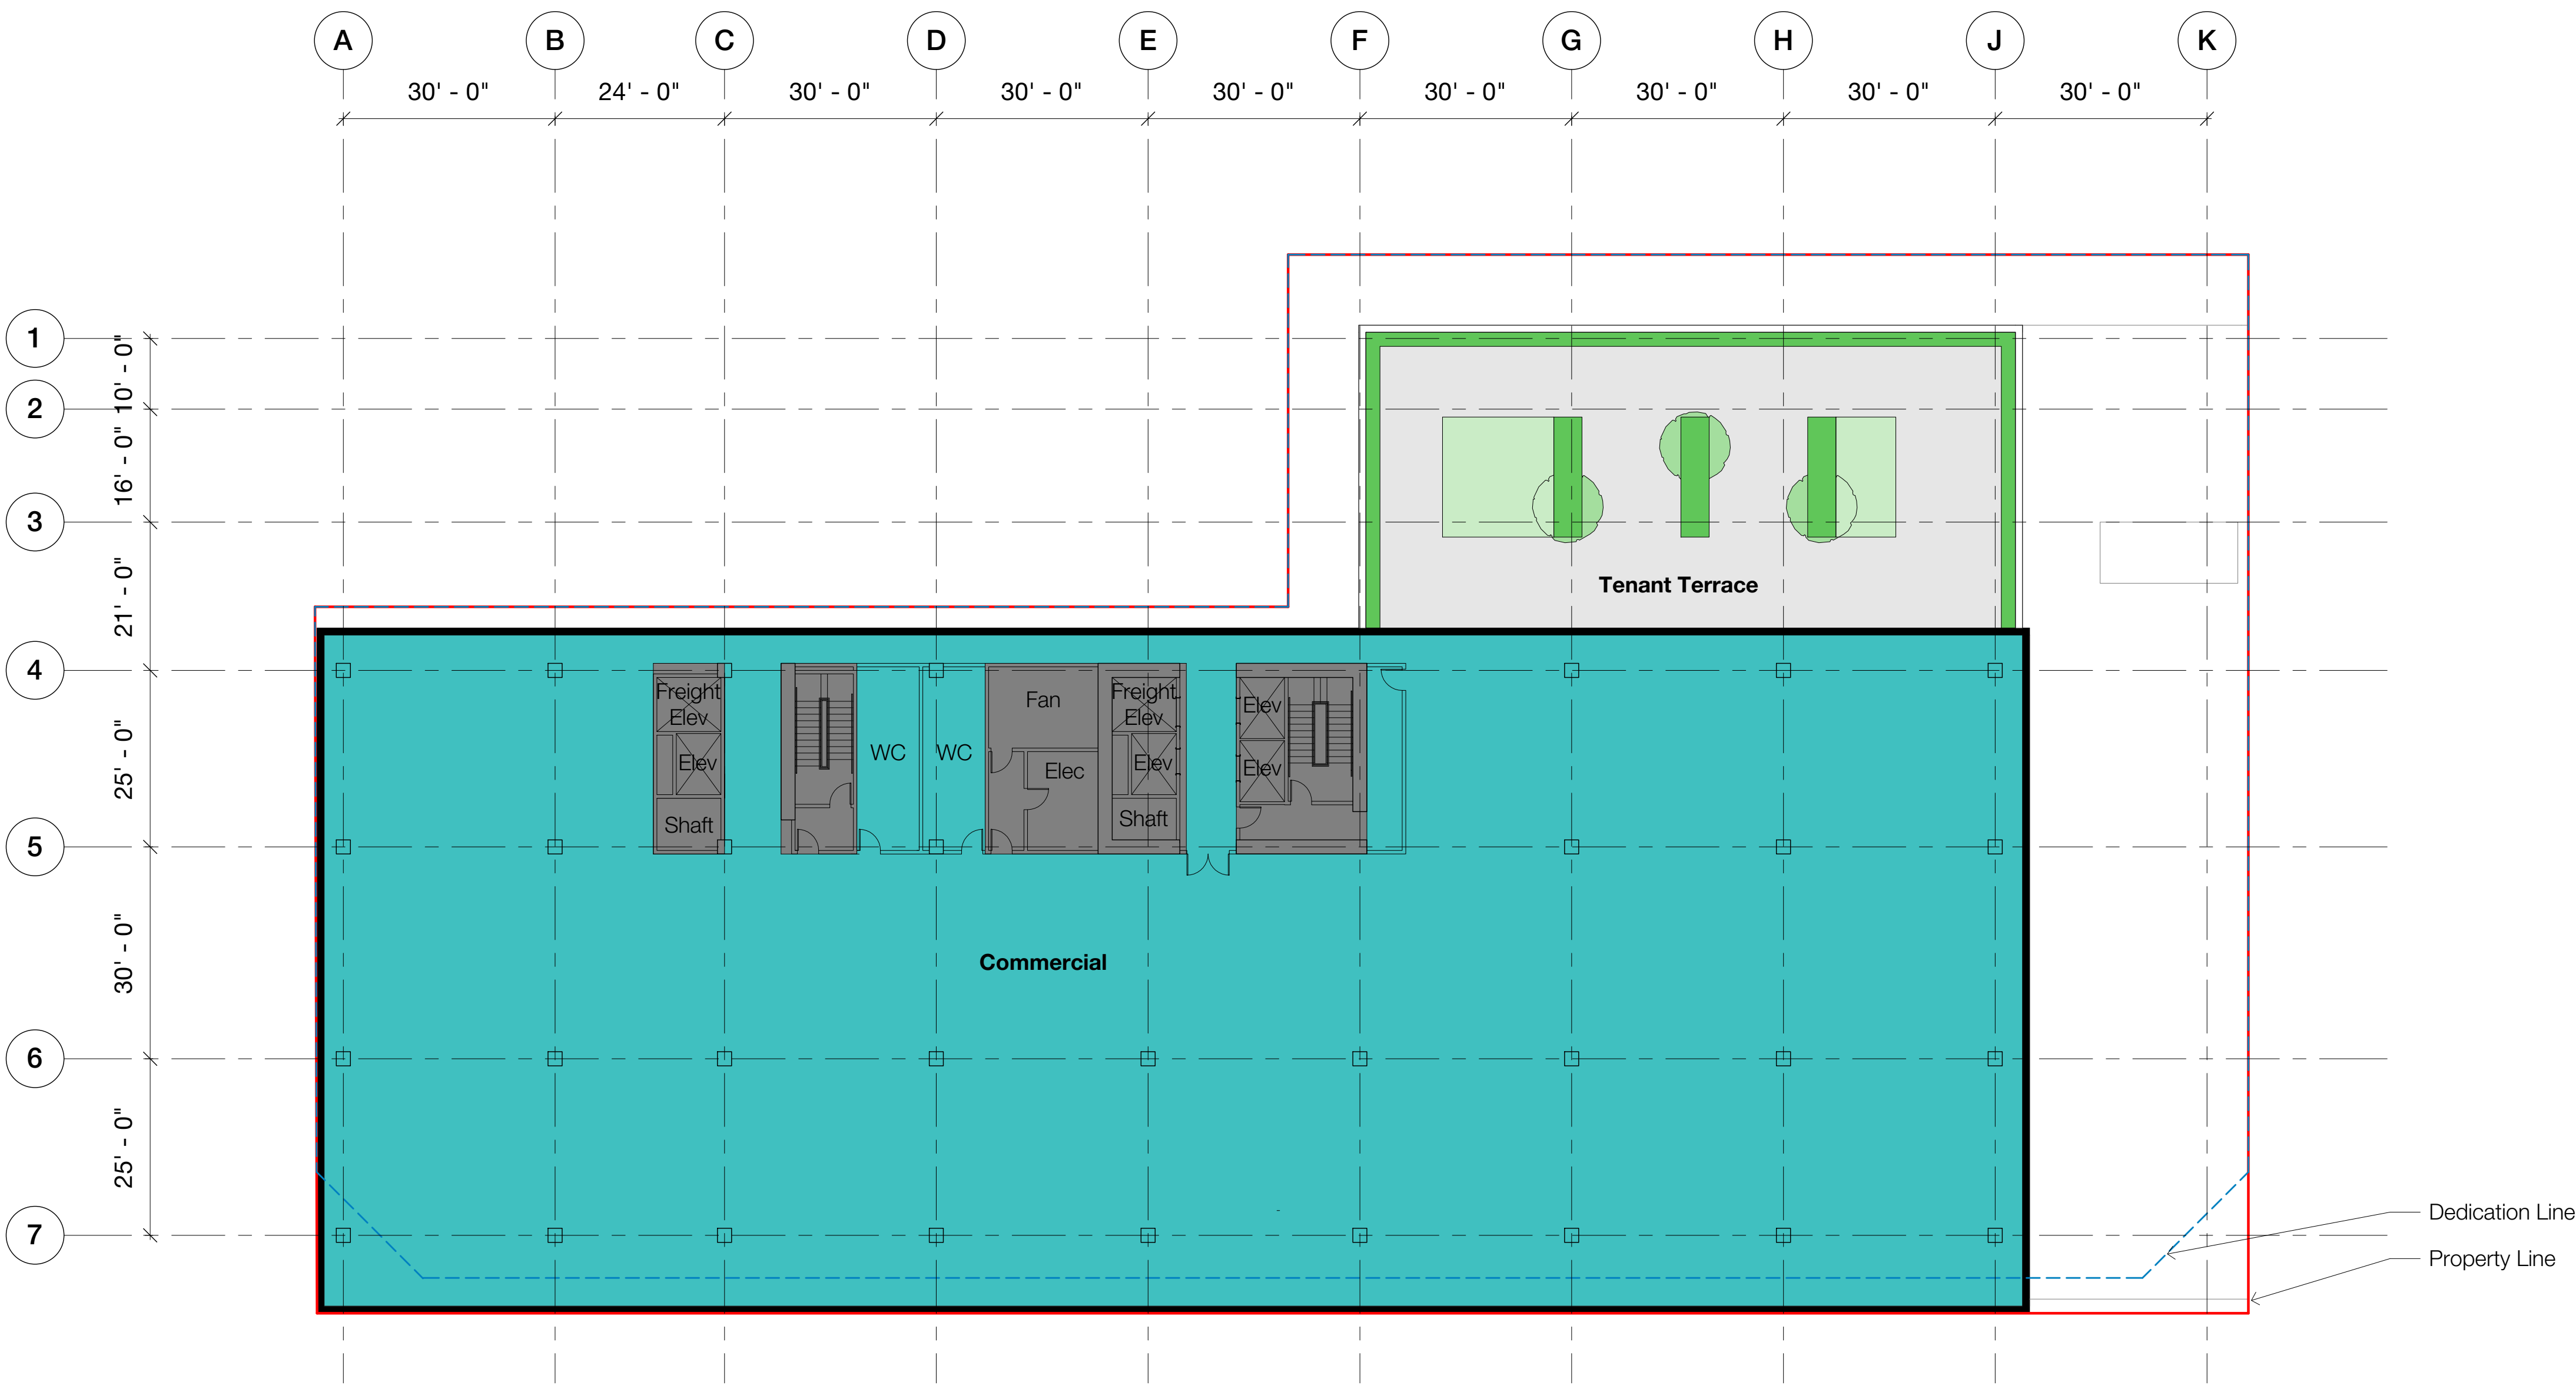 A B C D E F G H J K
30' - 0" 24' - 0" 30' - 0" 30' - 0" 30' - 0" 30' - 0" 30' - 0" 30' - 0" 30' - 0"
1
10' - 0"
2
16' - 0"
3
21' - 0"
Tenant Terrace
4
Freight
Elev
Elev
Shaft
WC
WC
Fan
Elec
Freight
Elev
Elev
Shaft
Elev
Elev
25' - 0"
5
30' - 0"
Commercial
6
25' - 0"
7
Dedication Line
Property Line